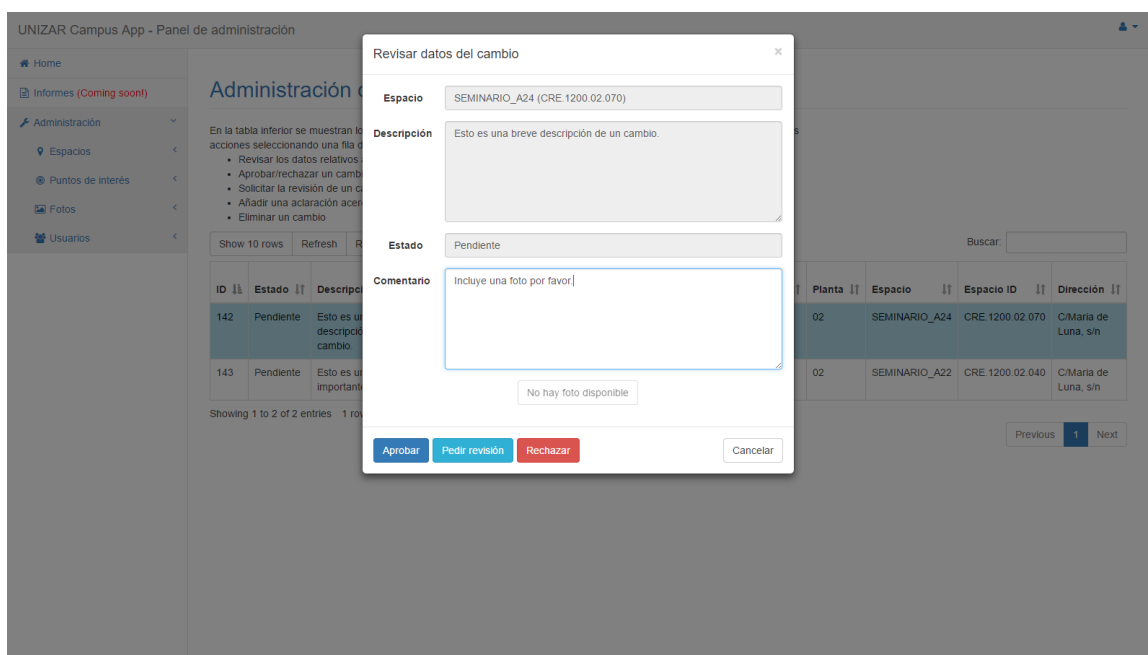 UNIZAR Campus App - Panel de administración
Home
Informes (Coming soon!)
Administración
Espacios
Puntos de interés
Fotos
Usuarios
Administración
En la tabla inferior se muestran
acciones seleccionando una fila
Revisar los datos relativos
Aprobar/rechazar un
Solicitar la revisión de un
Añadir una aclaración
Eliminar un cambio
Show 10 rows Refresh
Buscar:
ID Estado Planta Espacio Espacio ID Dirección
142 Pendiente Esto es 02 SEMINARIO_A24 CRE.1200.02.070 C/Maria de
Luna, s/n
cambio.
143 Pendiente Esto es 02 SEMINARIO_A22 CRE.1200.02.040 C/Maria de
Luna, s/n
Showing 1 to 2 of 2 entries 1
Previous 1 Next
Revisar datos del cambio ×
Espacio SEMINARIO_A24 (CRE.1200.02.070)
Descripción Esto es una breve descripción de un cambio.
Estado Pendiente
Comentario Incluye una foto por favor.
No hay foto disponible
Aprobar Pedir revisión Rechazar Cancelar